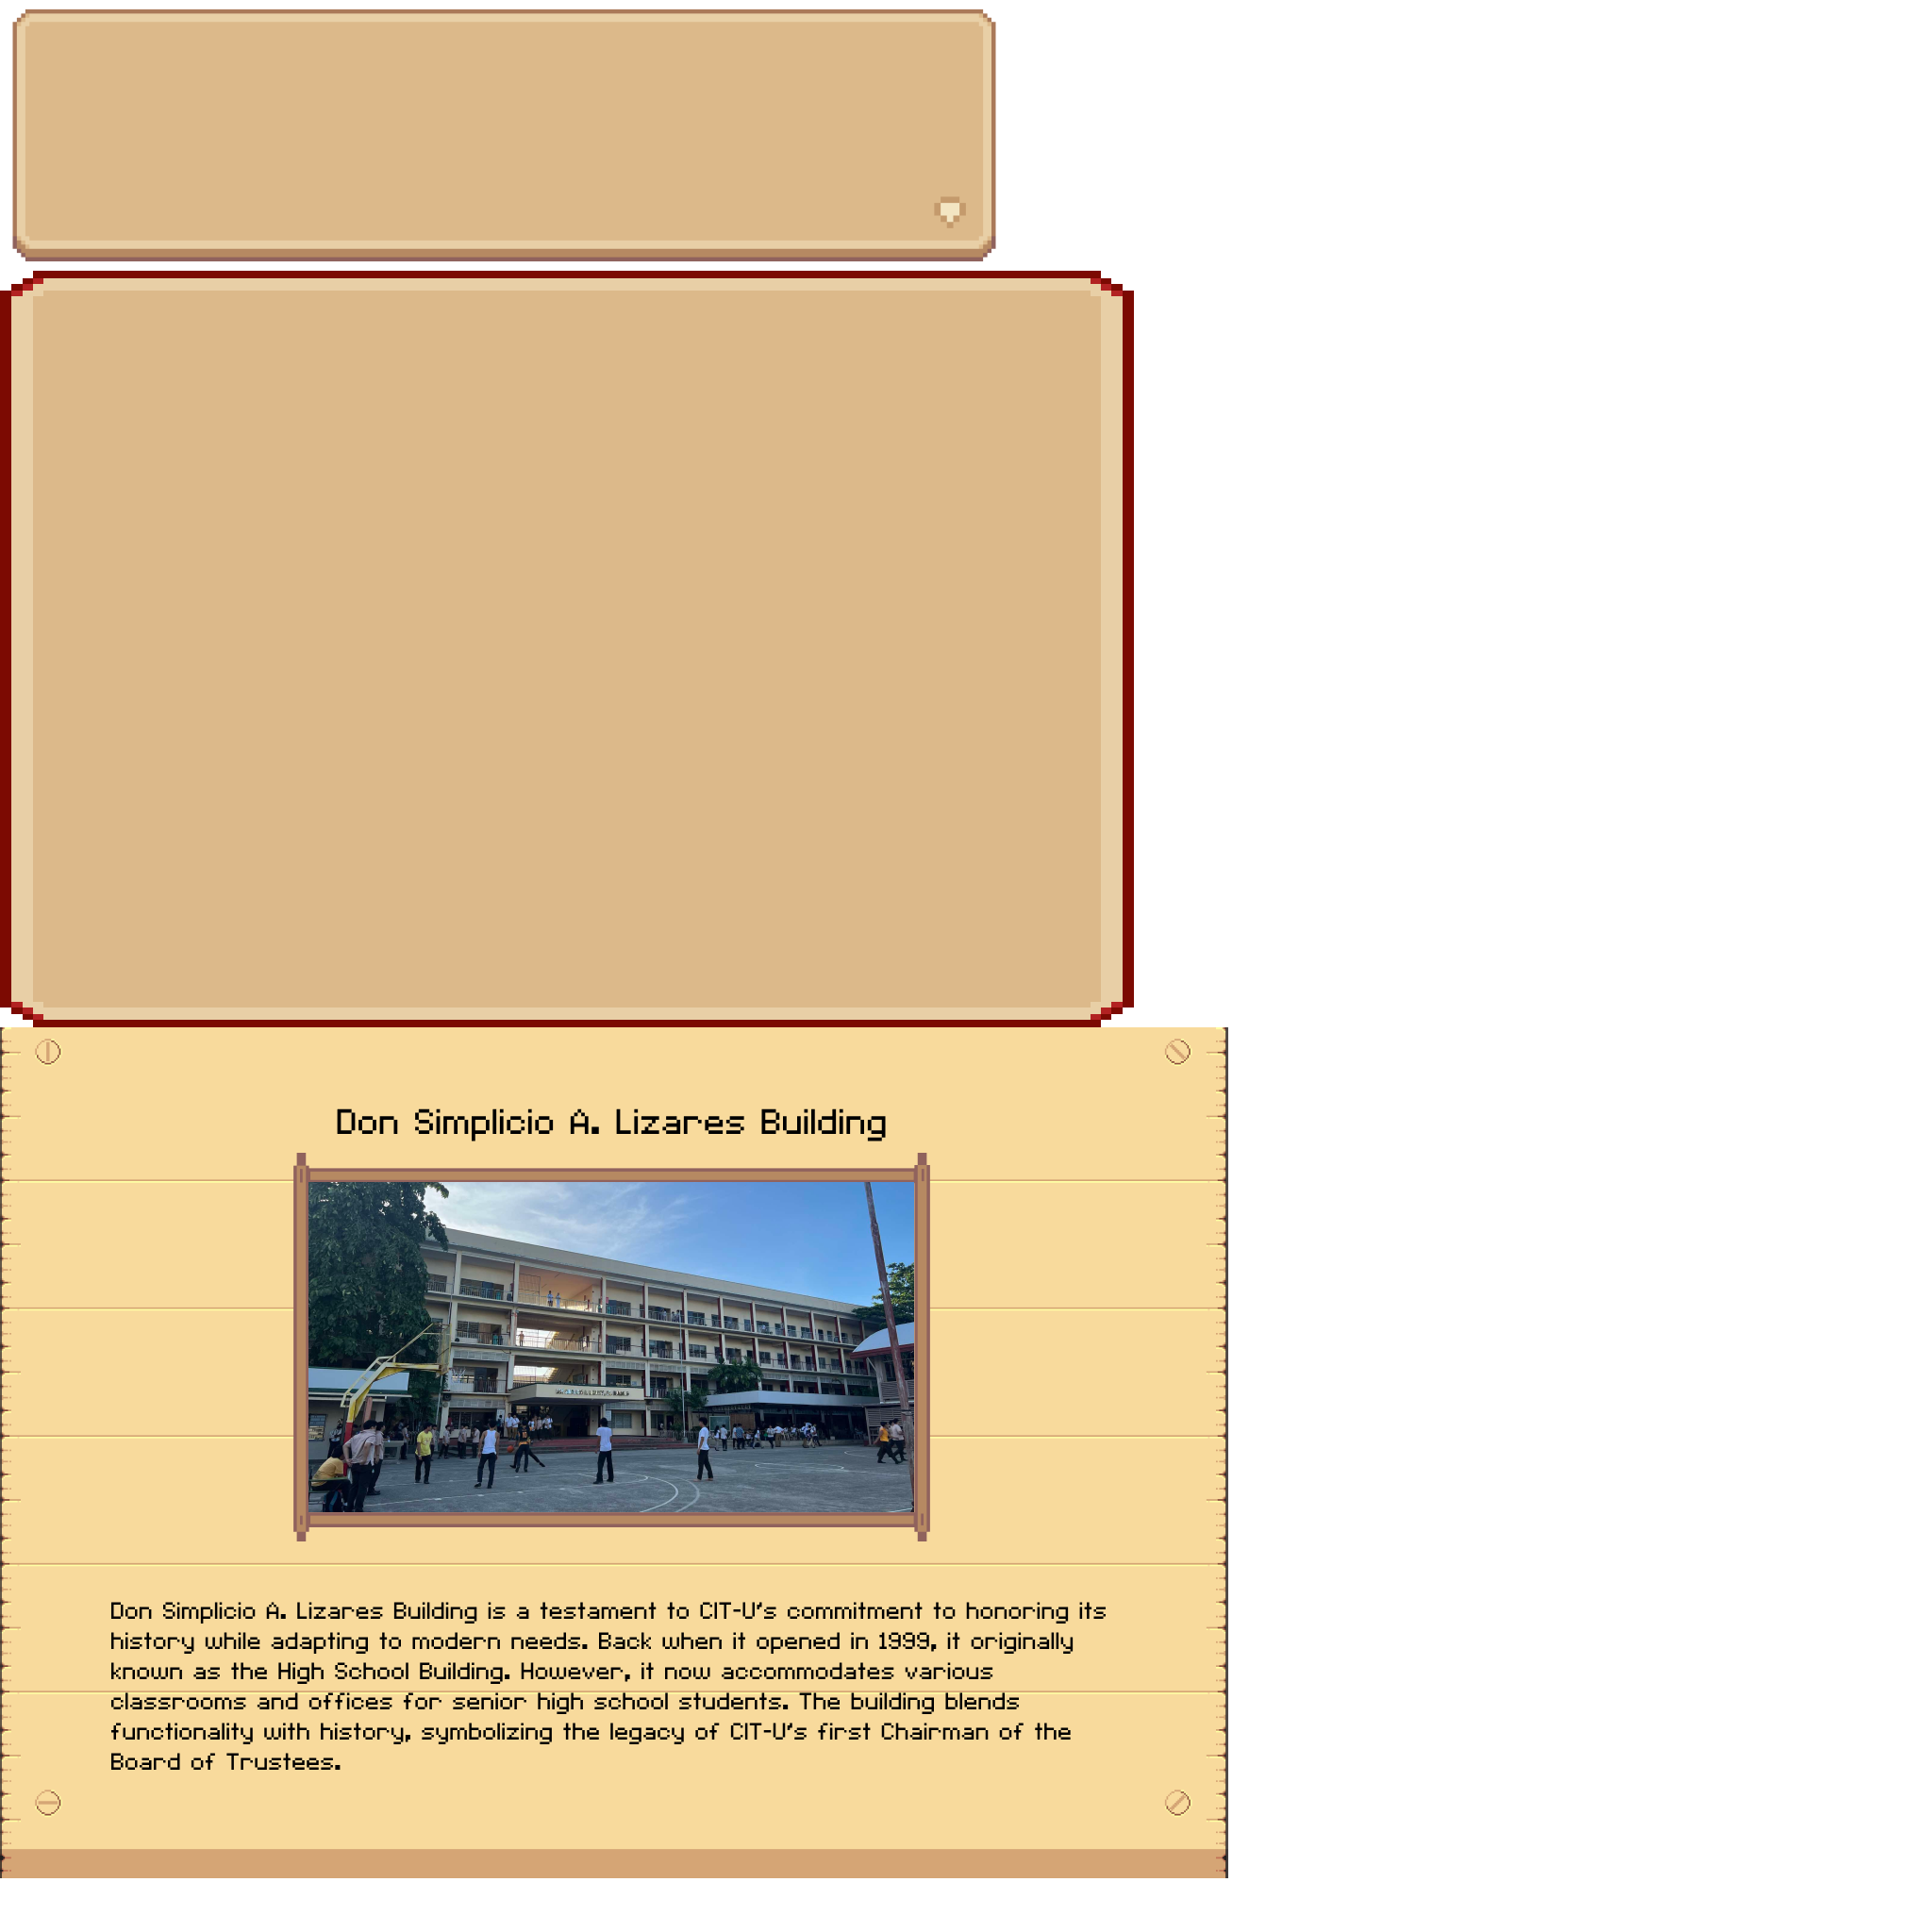 Don Simplicio A. Lizares Building
Don Simplicio A. Lizares Building is a testament to CIT-U's commitment to honoring its
history while adapting to modern needs. Back when it opened in 1999, it originally
known as the High School Building. However, it now accommodates various
classrooms and offices for senior high school students. The building blends
functionality with history, symbolizing the legacy of CIT-U's first Chairman of the
Board of Trustees.